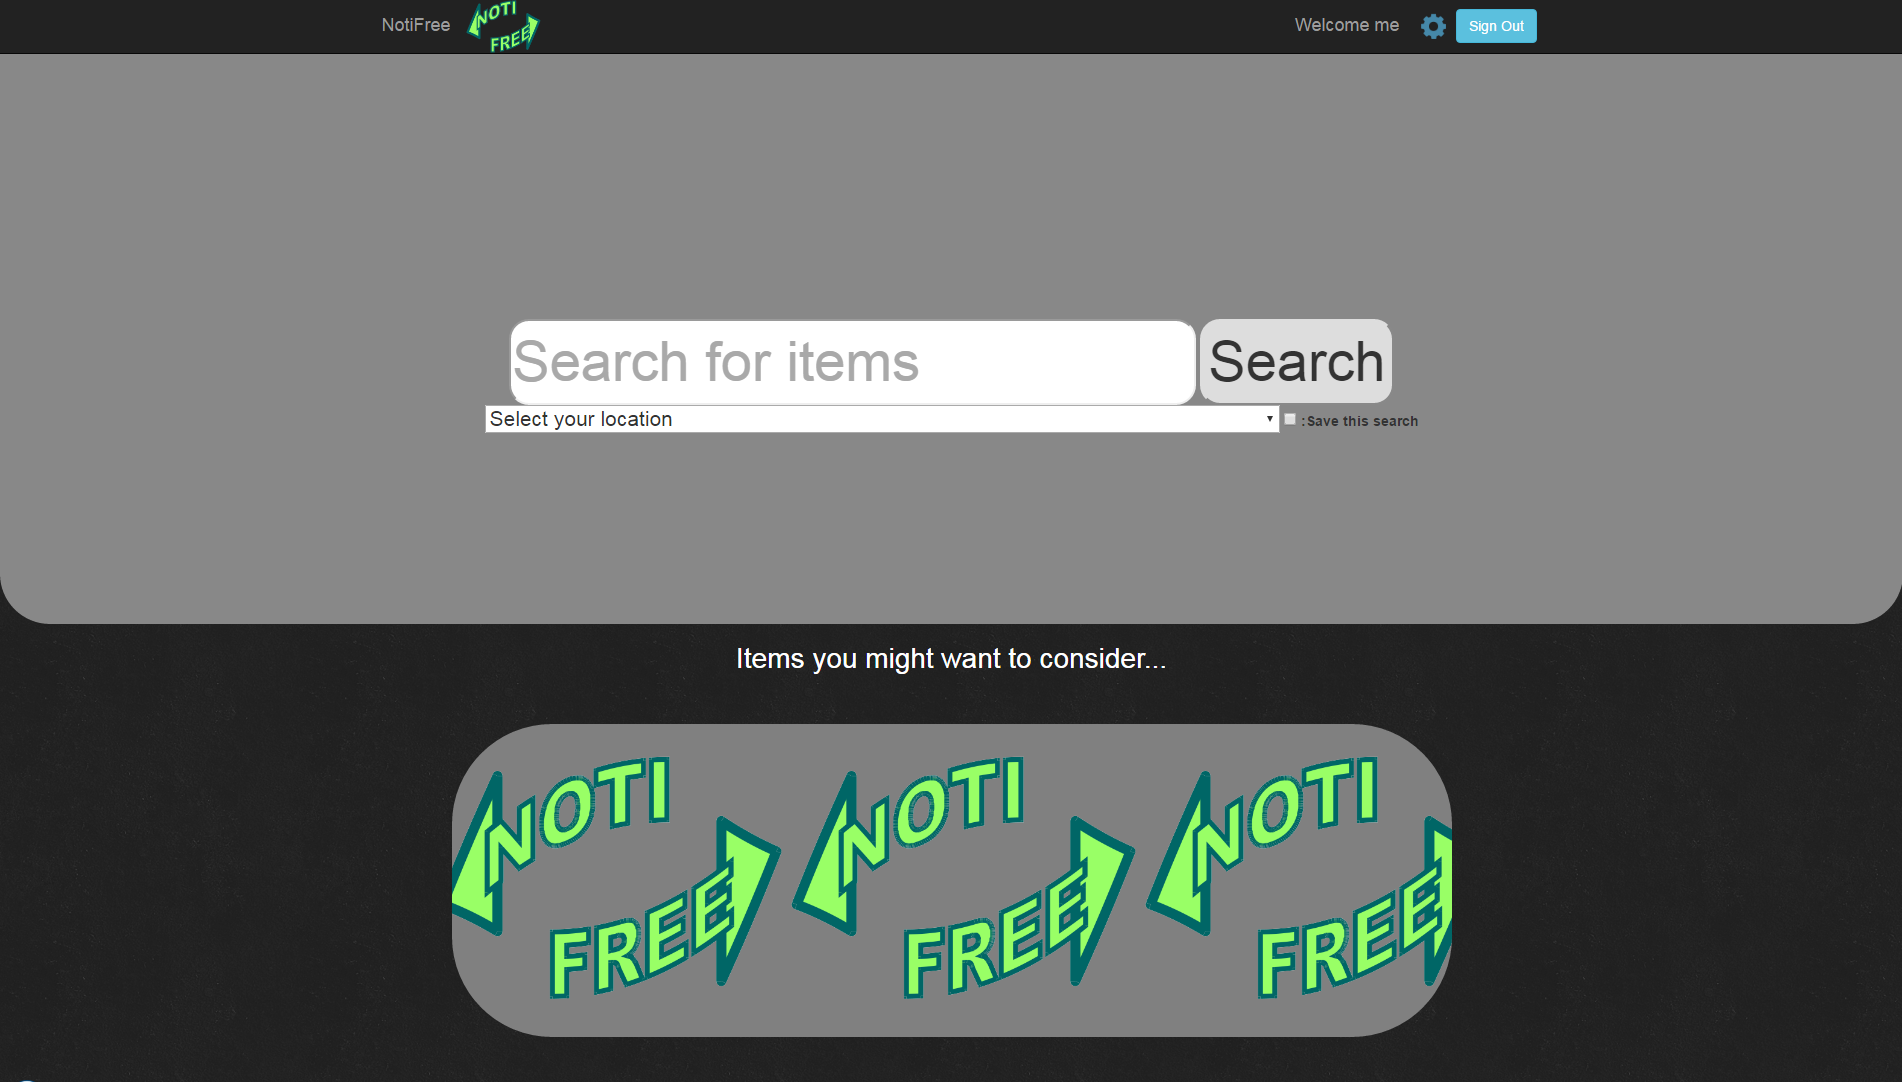 NotiFree
NOTI
FREE
Welcome me
Sign Out
Search for items
Search
Select your location
:Save this search
Items you might want to consider...
NOTI
FREE
NOTI
FREE
NOTI
FREE